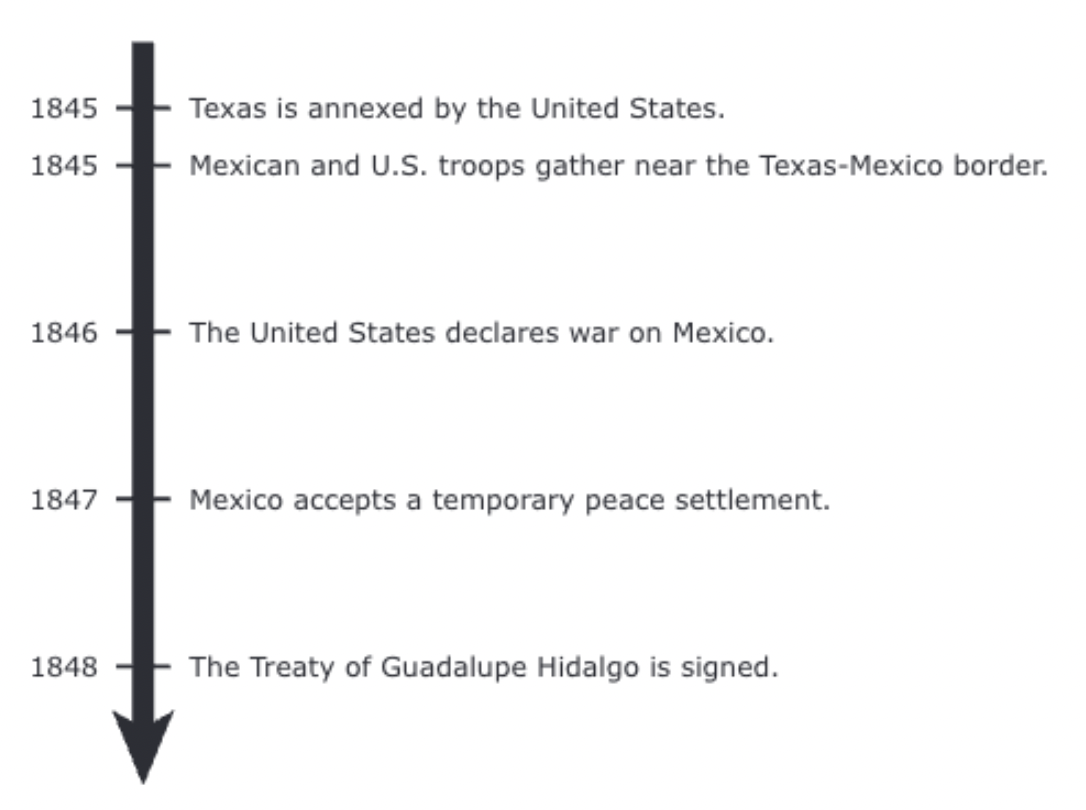 1845 Texas is annexed by the United States.
1845 Mexican and U.S. troops gather near the Texas-Mexico border.
1846 The United States declares war on Mexico.
1847 Mexico accepts a temporary peace settlement.
1848 The Treaty of Guadalupe Hidalgo is signed.